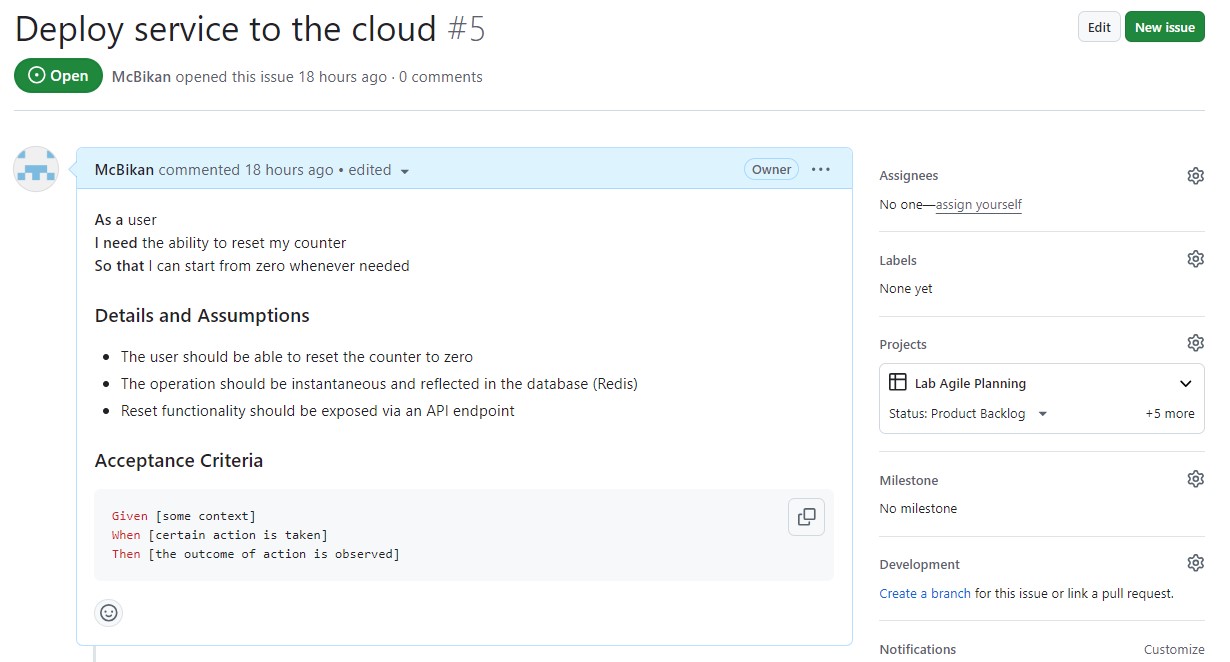 Deploy service to the cloud #5
Edit
New issue
Open
McBikan opened this issue 18 hours ago · 0 comments
McBikan commented 18 hours ago • edited
Owner
As a user
I need the ability to reset my counter
So that I can start from zero whenever needed
Details and Assumptions
• The user should be able to reset the counter to zero
• The operation should be instantaneous and reflected in the database (Redis)
• Reset functionality should be exposed via an API endpoint
Acceptance Criteria
Given [some context]
When [certain action is taken]
Then [the outcome of action is observed]
Assignees
No one—assign yourself
Labels
None yet
Projects
Lab Agile Planning
Status: Product Backlog
+5 more
Milestone
No milestone
Development
Create a branch for this issue or link a pull request.
Notifications
Customize